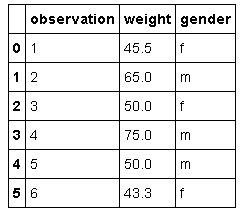 observation weight gender
0 1 45.5 f
1 2 65.0 m
2 3 50.0 f
3 4 75.0 m
4 5 50.0 m
5 6 43.3 f